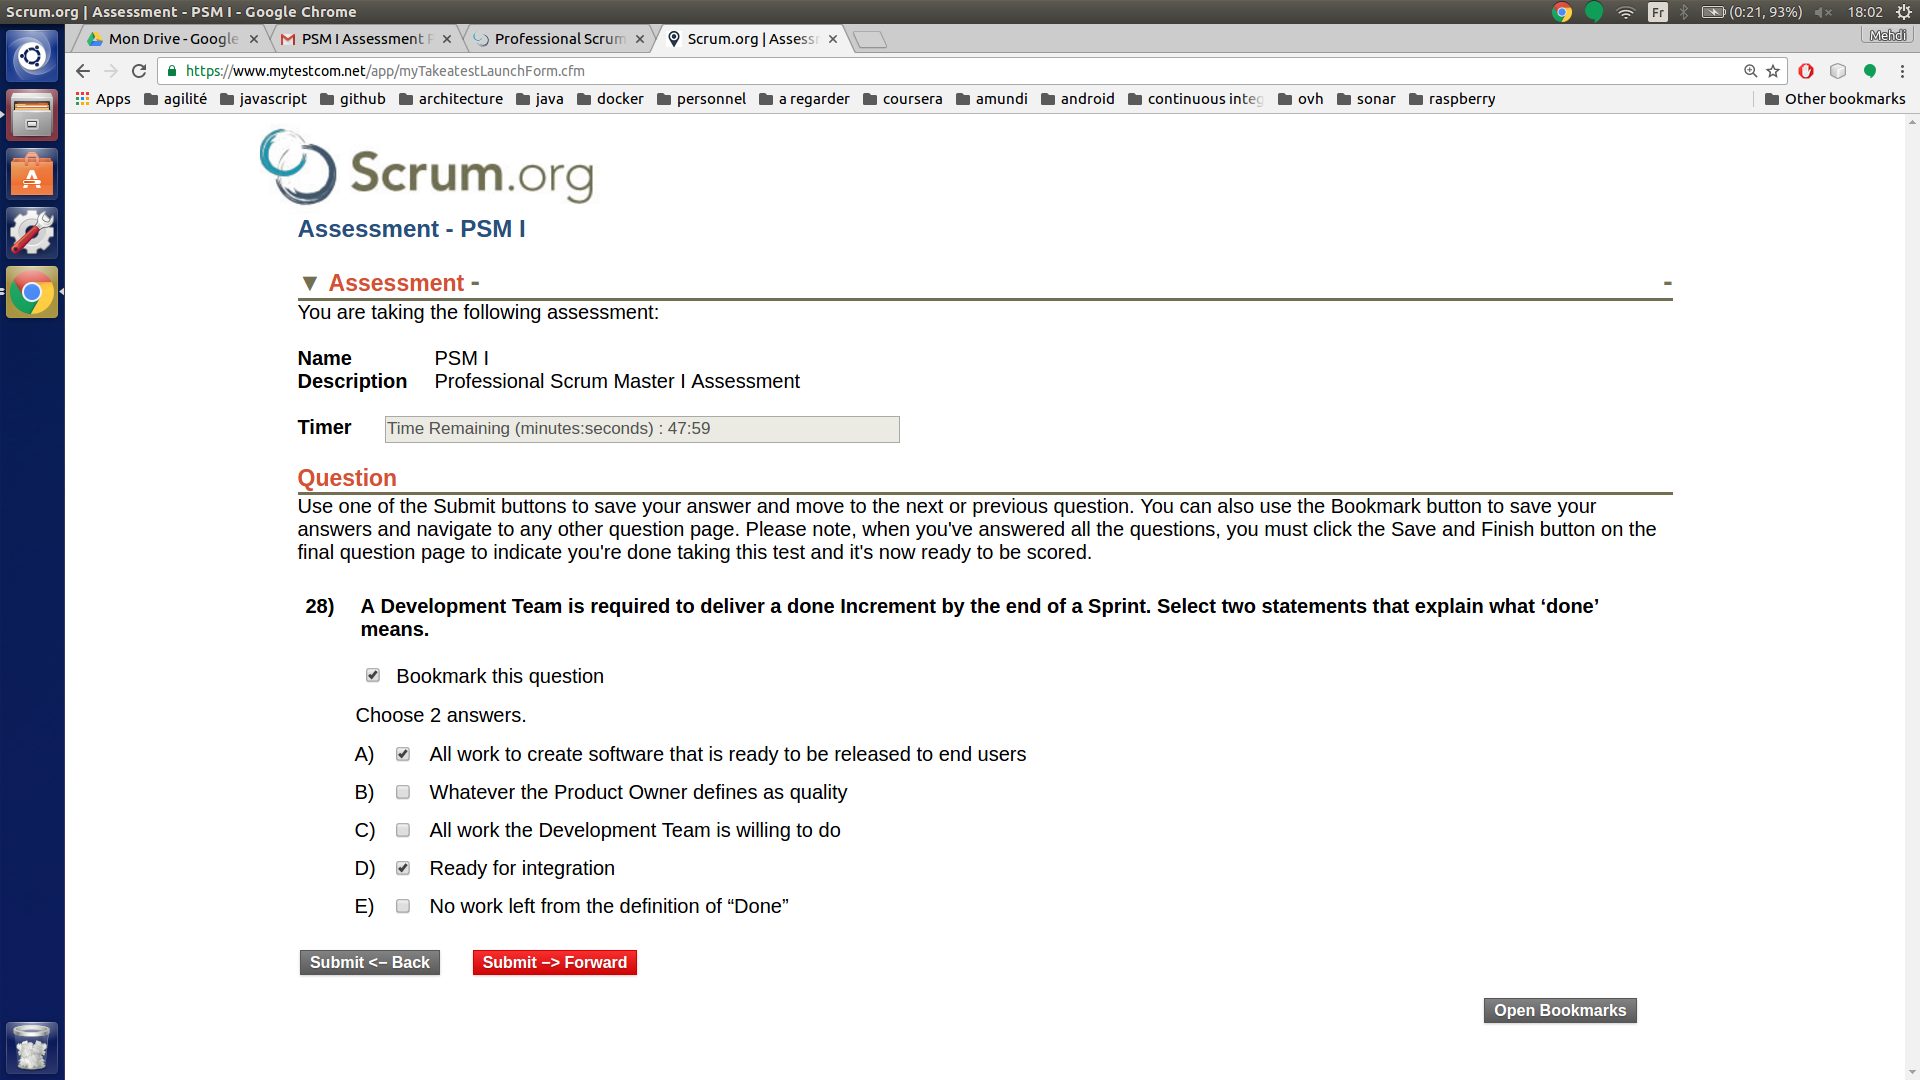 Scrum.org | Assessment - PSM I - Google Chrome
Fr
(0:21, 93%)
18:02
Mon Drive - Google
PSM I Assessment
Professional Scrum
Scrum.org | Assess
Mehdi
https://www.mytestcom.net/app/myTakeatestLaunchForm.cfm
Apps agilité javascript github architecture java docker personnel a regarder coursera amundi android continuous integ ovh sonar raspberry Other bookmarks
Scrum.org
Assessment - PSM I
▼ Assessment - -
You are taking the following assessment:
Name PSM I
Description Professional Scrum Master I Assessment
Timer Time Remaining (minutes:seconds) : 47:59
Question
Use one of the Submit buttons to save your answer and move to the next or previous question. You can also use the Bookmark button to save your
answers and navigate to any other question page. Please note, when you've answered all the questions, you must click the Save and Finish button on the
final question page to indicate you're done taking this test and it's now ready to be scored.
28) A Development Team is required to deliver a done Increment by the end of a Sprint. Select two statements that explain what ‘done’
means.
Bookmark this question
Choose 2 answers.
A) All work to create software that is ready to be released to end users
B) Whatever the Product Owner defines as quality
C) All work the Development Team is willing to do
D) Ready for integration
E) No work left from the definition of “Done”
Submit <– Back Submit –> Forward
Open Bookmarks